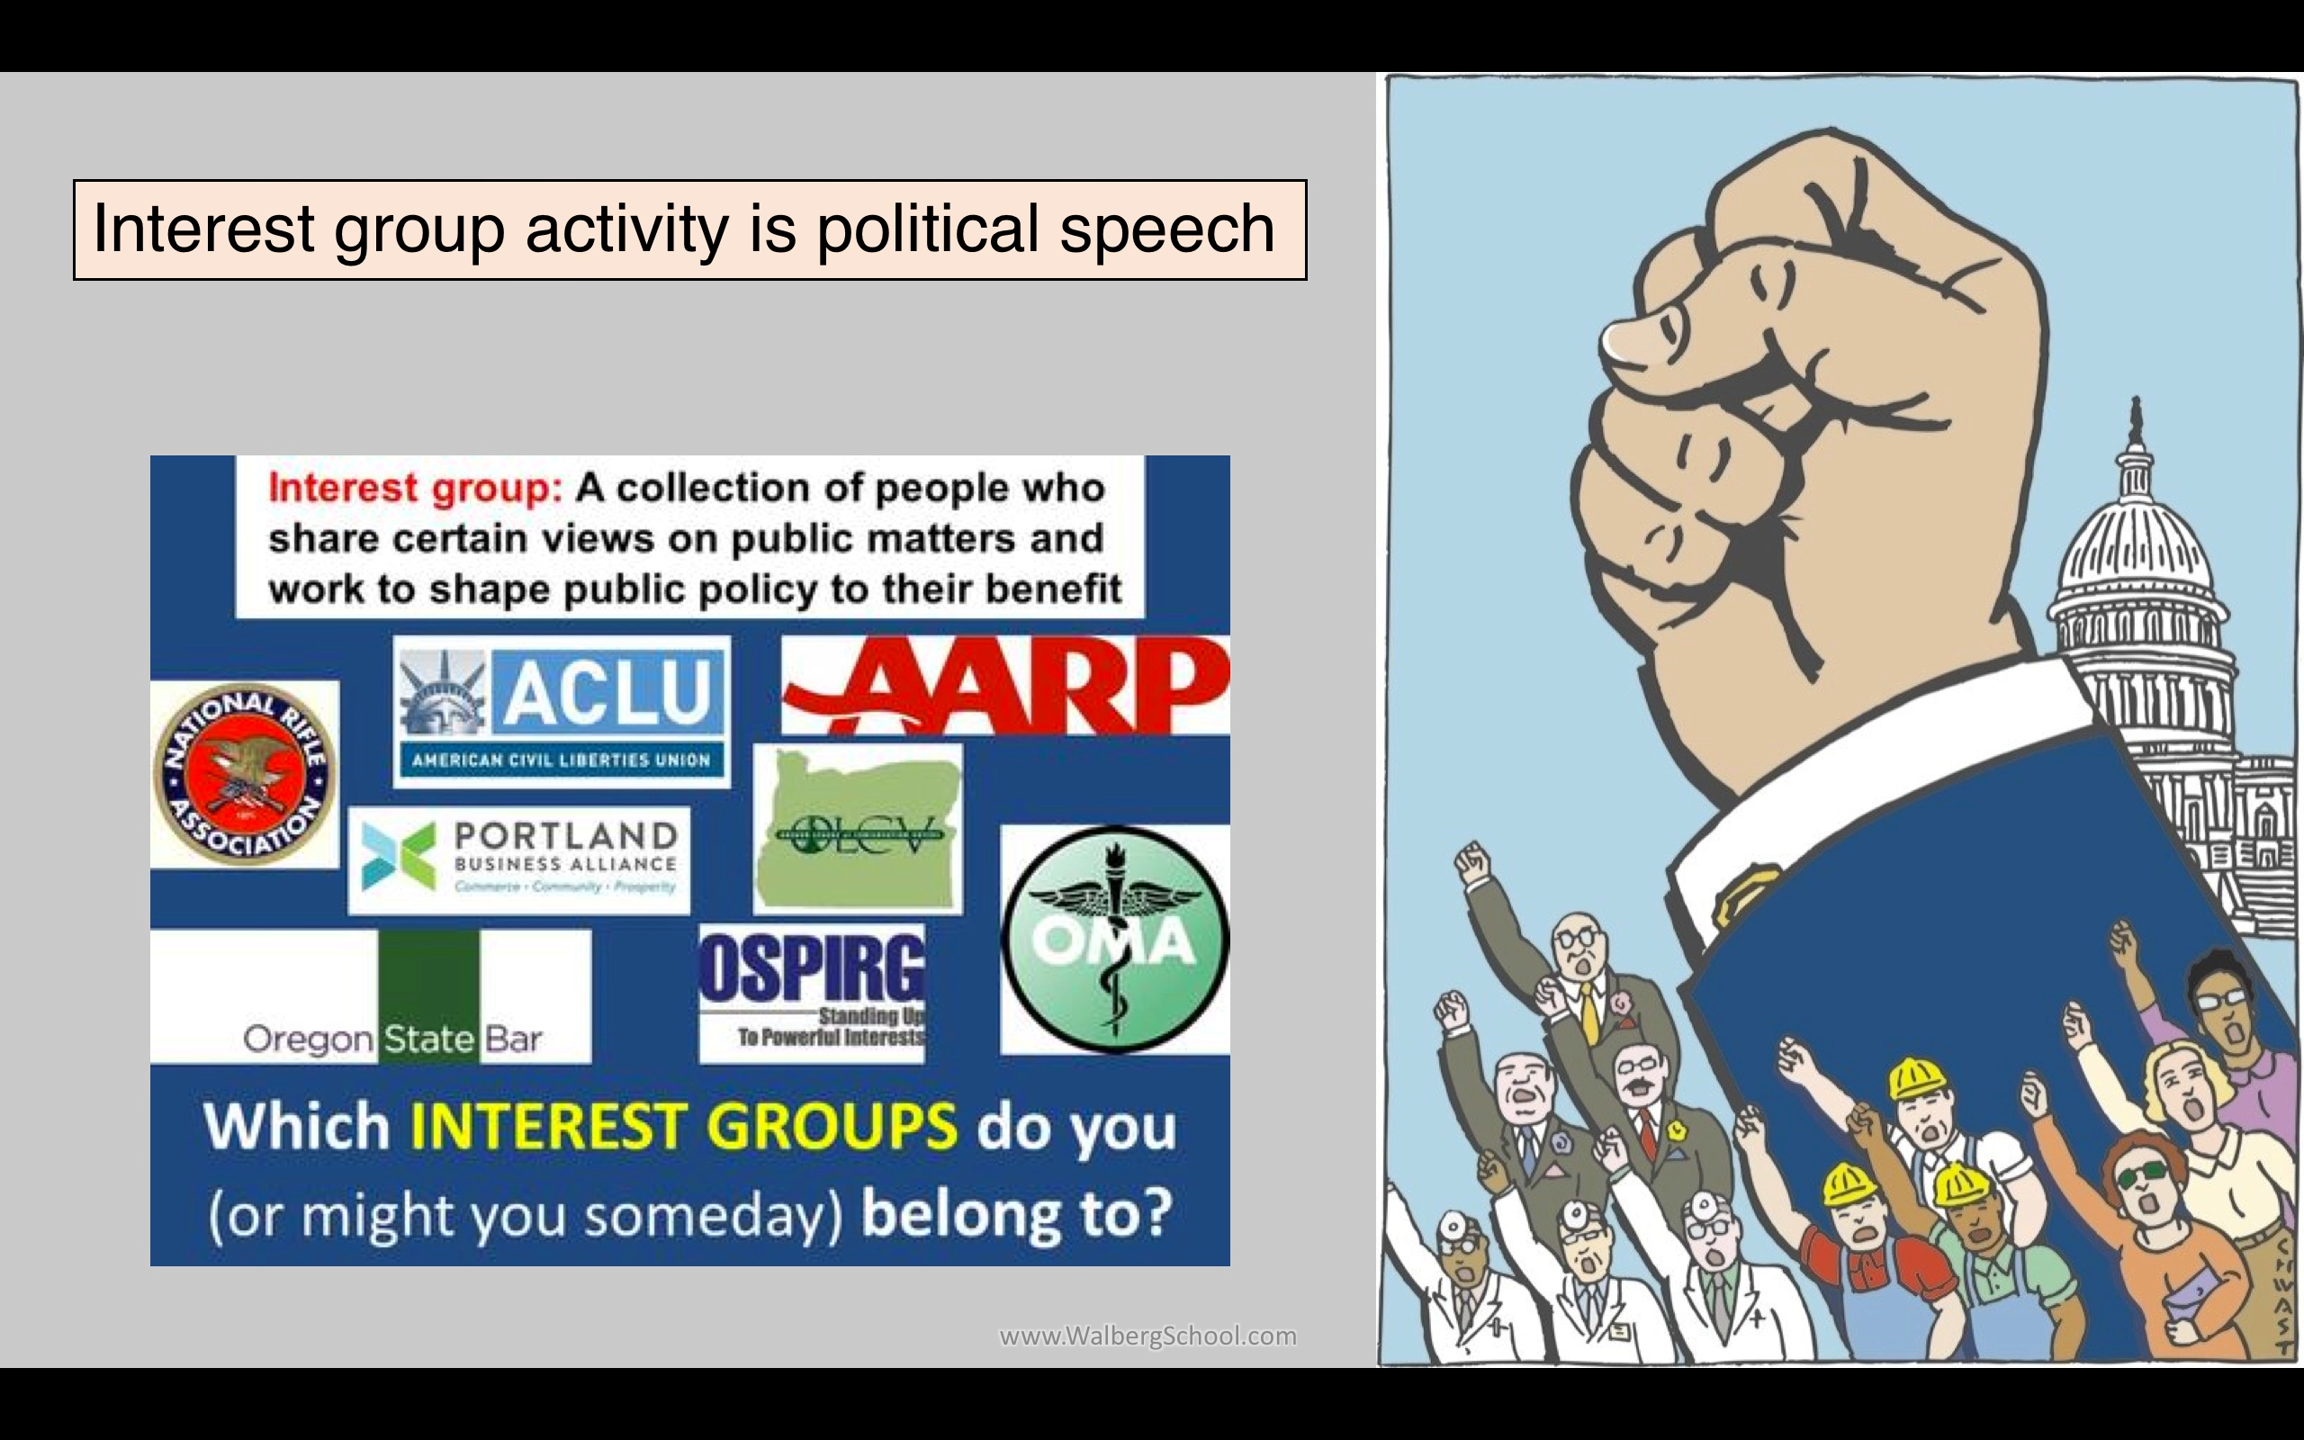 Interest group activity is political speech
Interest group: A collection of people who
share certain views on public matters and
work to shape public policy to their benefit
NATIONAL RIFLE
ASSOCIATION
ACLU
AMERICAN CIVIL LIBERTIES UNION
AARP
PORTLAND
BUSINESS ALLIANCE
Commerce · Community · Prosperity
OLCV
OMA
Oregon State Bar
OSPIRG
Standing Up
To Powerful Interests
Which INTEREST GROUPS do you
(or might you someday) belong to?
www.WalbergSchool.com
CHWAST